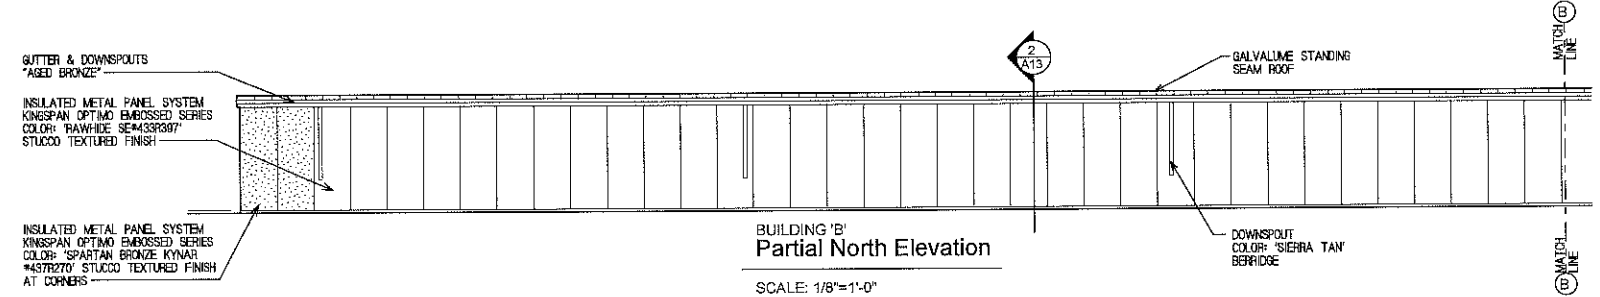 GUTTER & DOWNSPOUTS
"AGED BRONZE"
INSULATED METAL PANEL SYSTEM
KINGSPAN OPTIMO EMBOSSED SERIES
COLOR: 'RAWHIDE SE#433R397'
STUCCO TEXTURED FINISH
INSULATED METAL PANEL SYSTEM
KINGSPAN OPTIMO EMBOSSED SERIES
COLOR: 'SPARTAN BRONZE KYNAR
#437R270' STUCCO TEXTURED FINISH
AT CORNERS
2
A13
GALVALUME STANDING
SEAM ROOF
B
MATCH
LINE
BUILDING 'B'
Partial North Elevation
SCALE: 1/8"=1'-0"
DOWNSPOUT
COLOR: 'SIERRA TAN'
BERRIDGE
MATCH
LINE
B